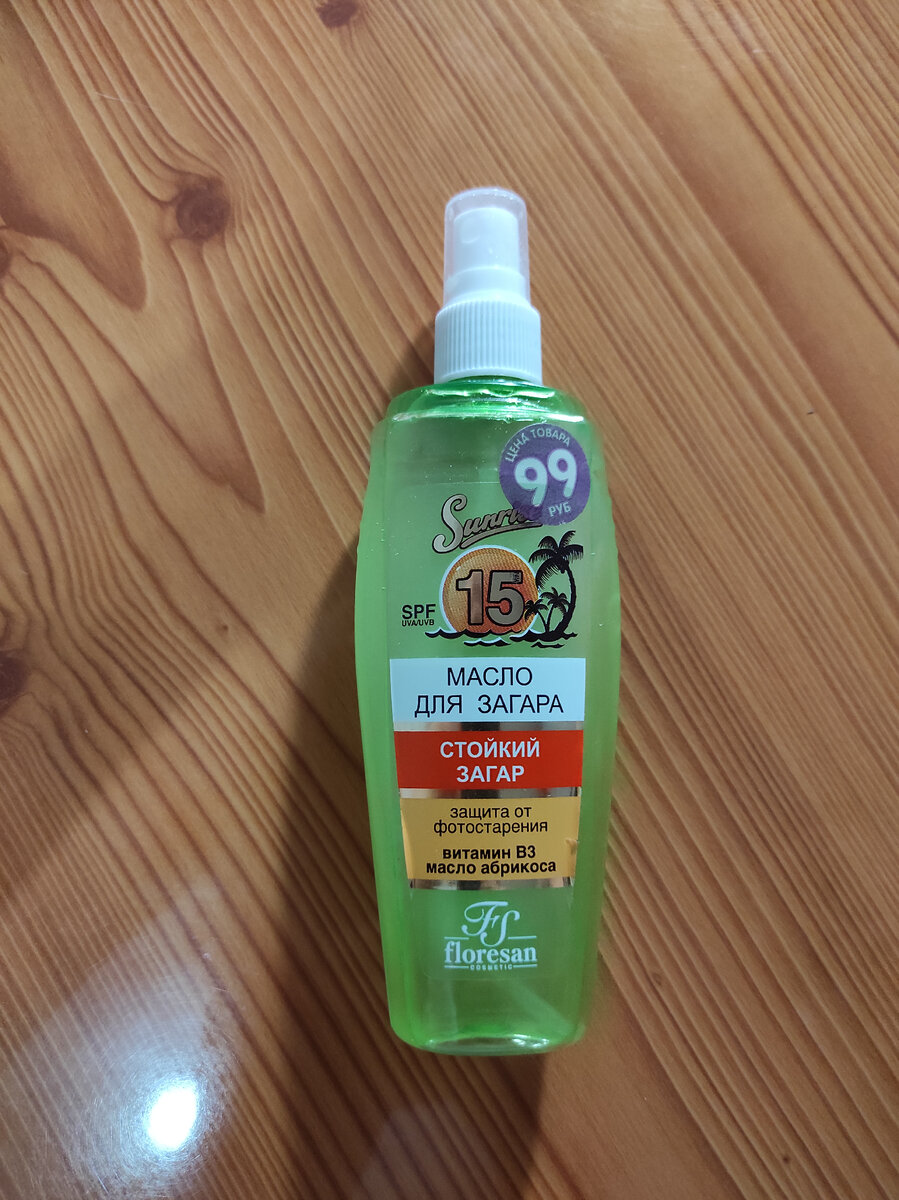 ЦЕНА ТОВАРА
99
РУБ
SPF
UVA/UVB
15
МАСЛО
ДЛЯ ЗАГАРА
СТОЙКИЙ
ЗАГАР
защита от
фотостарения
витамин В3
масло абрикоса
FS
floresan
COSMETIC